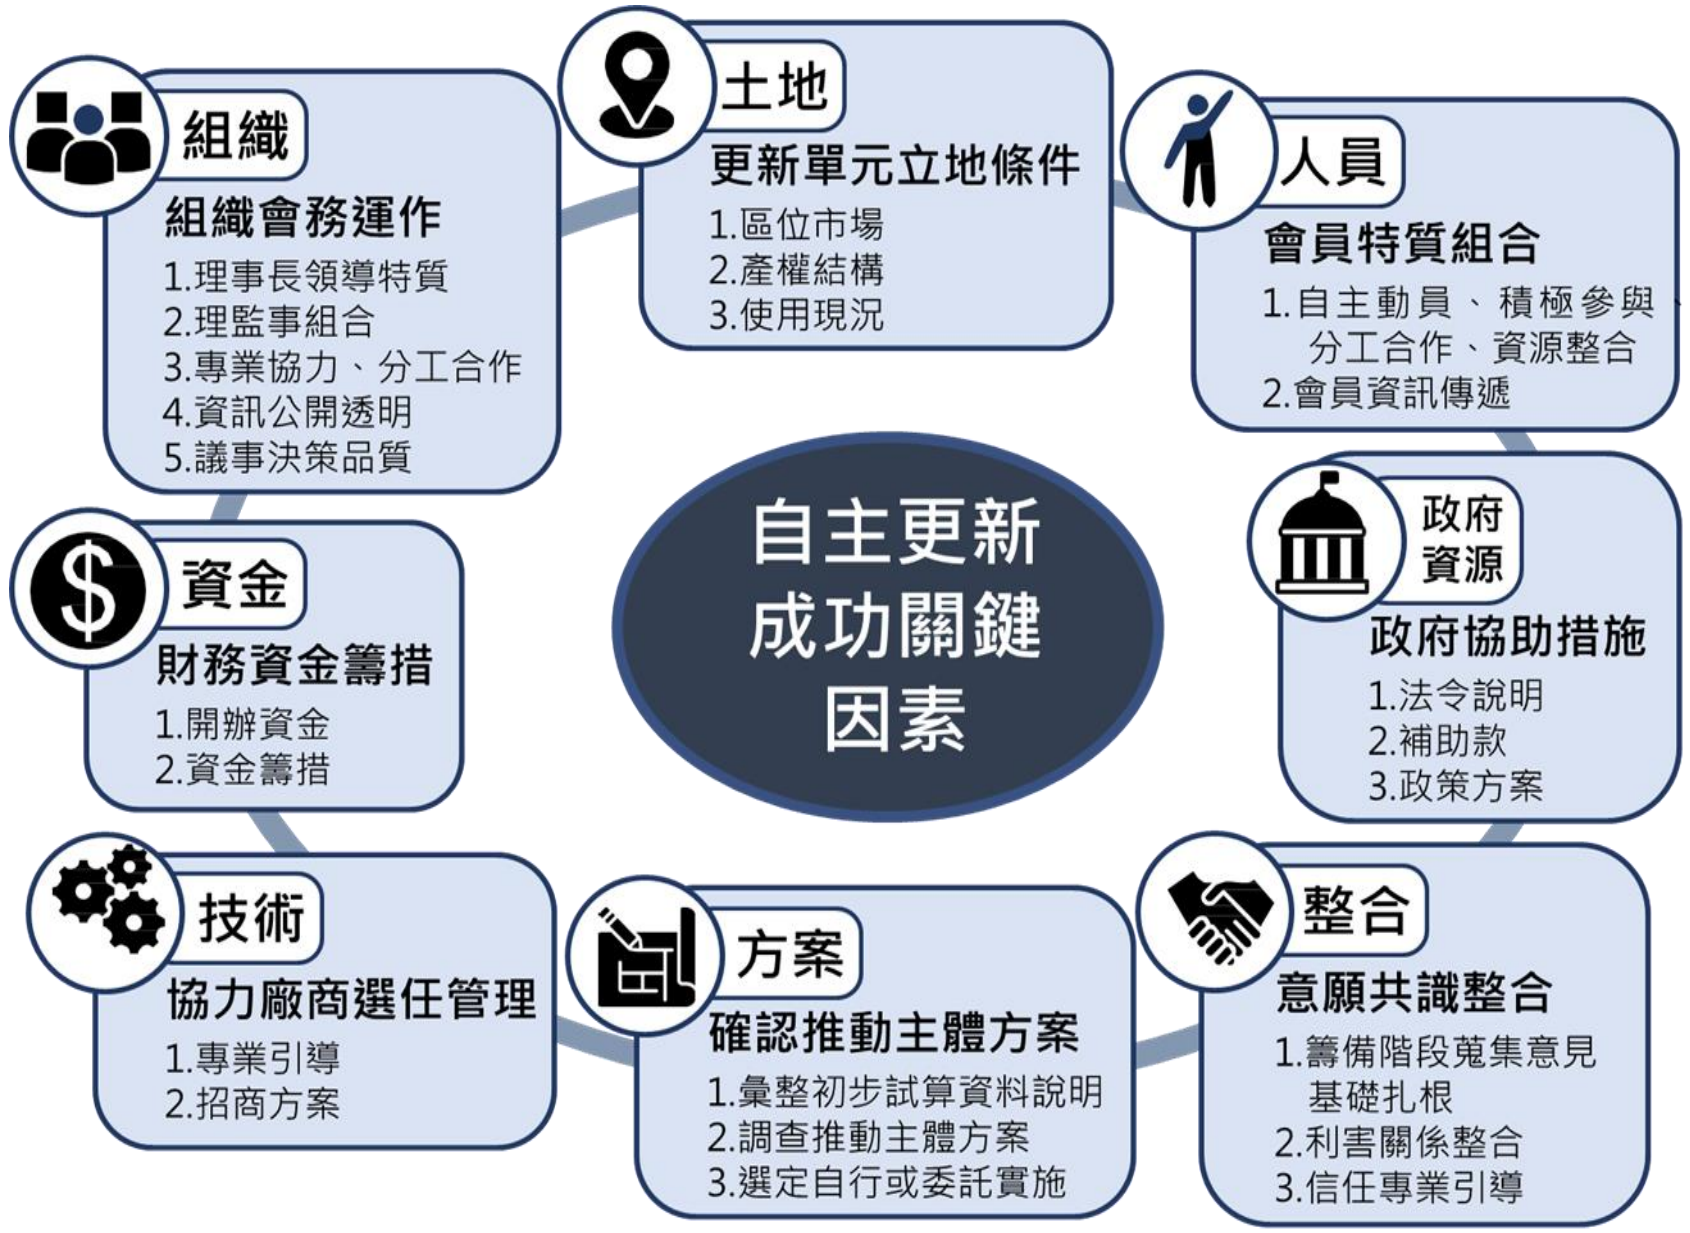 自主更新
成功關鍵
因素
土地
更新單元立地條件
1.區位市場
2.產權結構
3.使用現況
人員
會員特質組合
1.自主動員、積極參與、
分工合作、資源整合
2.會員資訊傳遞
政府
資源
政府協助措施
1.法令說明
2.補助款
3.政策方案
整合
意願共識整合
1.籌備階段蒐集意見
基礎扎根
2.利害關係整合
3.信任專業引導
方案
確認推動主體方案
1.彙整初步試算資料說明
2.調查推動主體方案
3.選定自行或委託實施
技術
協力廠商選任管理
1.專業引導
2.招商方案
資金
財務資金籌措
1.開辦資金
2.資金籌措
組織
組織會務運作
1.理事長領導特質
2.理監事組合
3.專業協力、分工合作
4.資訊公開透明
5.議事決策品質